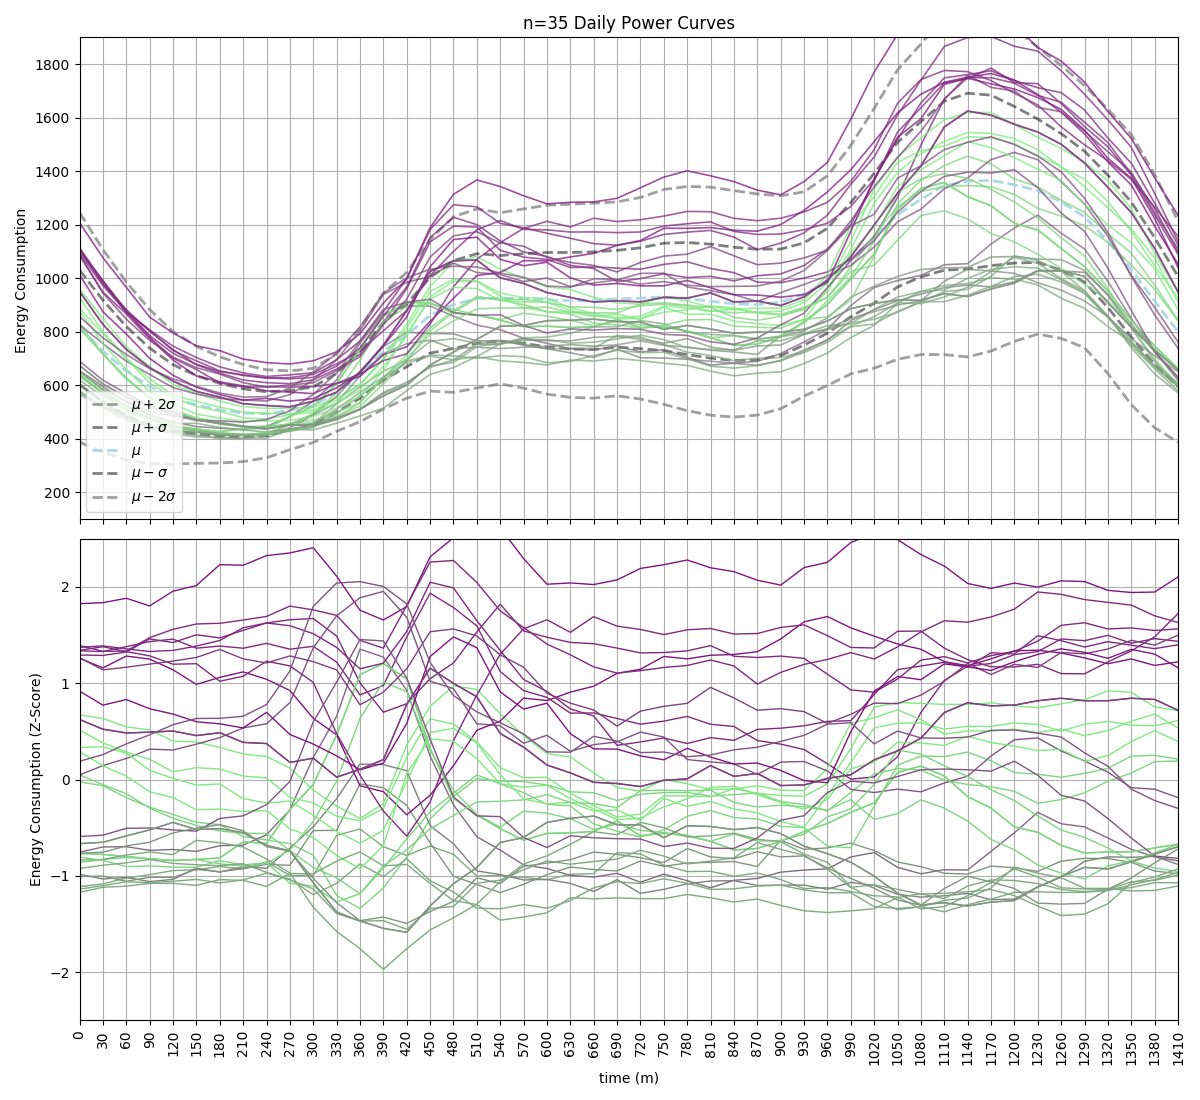 n=35 Daily Power Curves
Energy Consumption
1800
1600
1400
1200
1000
800
600
400
200
μ + 2σ
μ + σ
μ
μ − σ
μ − 2σ
Energy Consumption (Z-Score)
2
1
0
−1
−2
0 30 60 90 120 150 180 210 240 270 300 330 360 390 420 450 480 510 540 570 600 630 660 690 720 750 780 810 840 870 900 930 960 990 1020 1050 1080 1110 1140 1170 1200 1230 1260 1290 1320 1350 1380 1410
time (m)